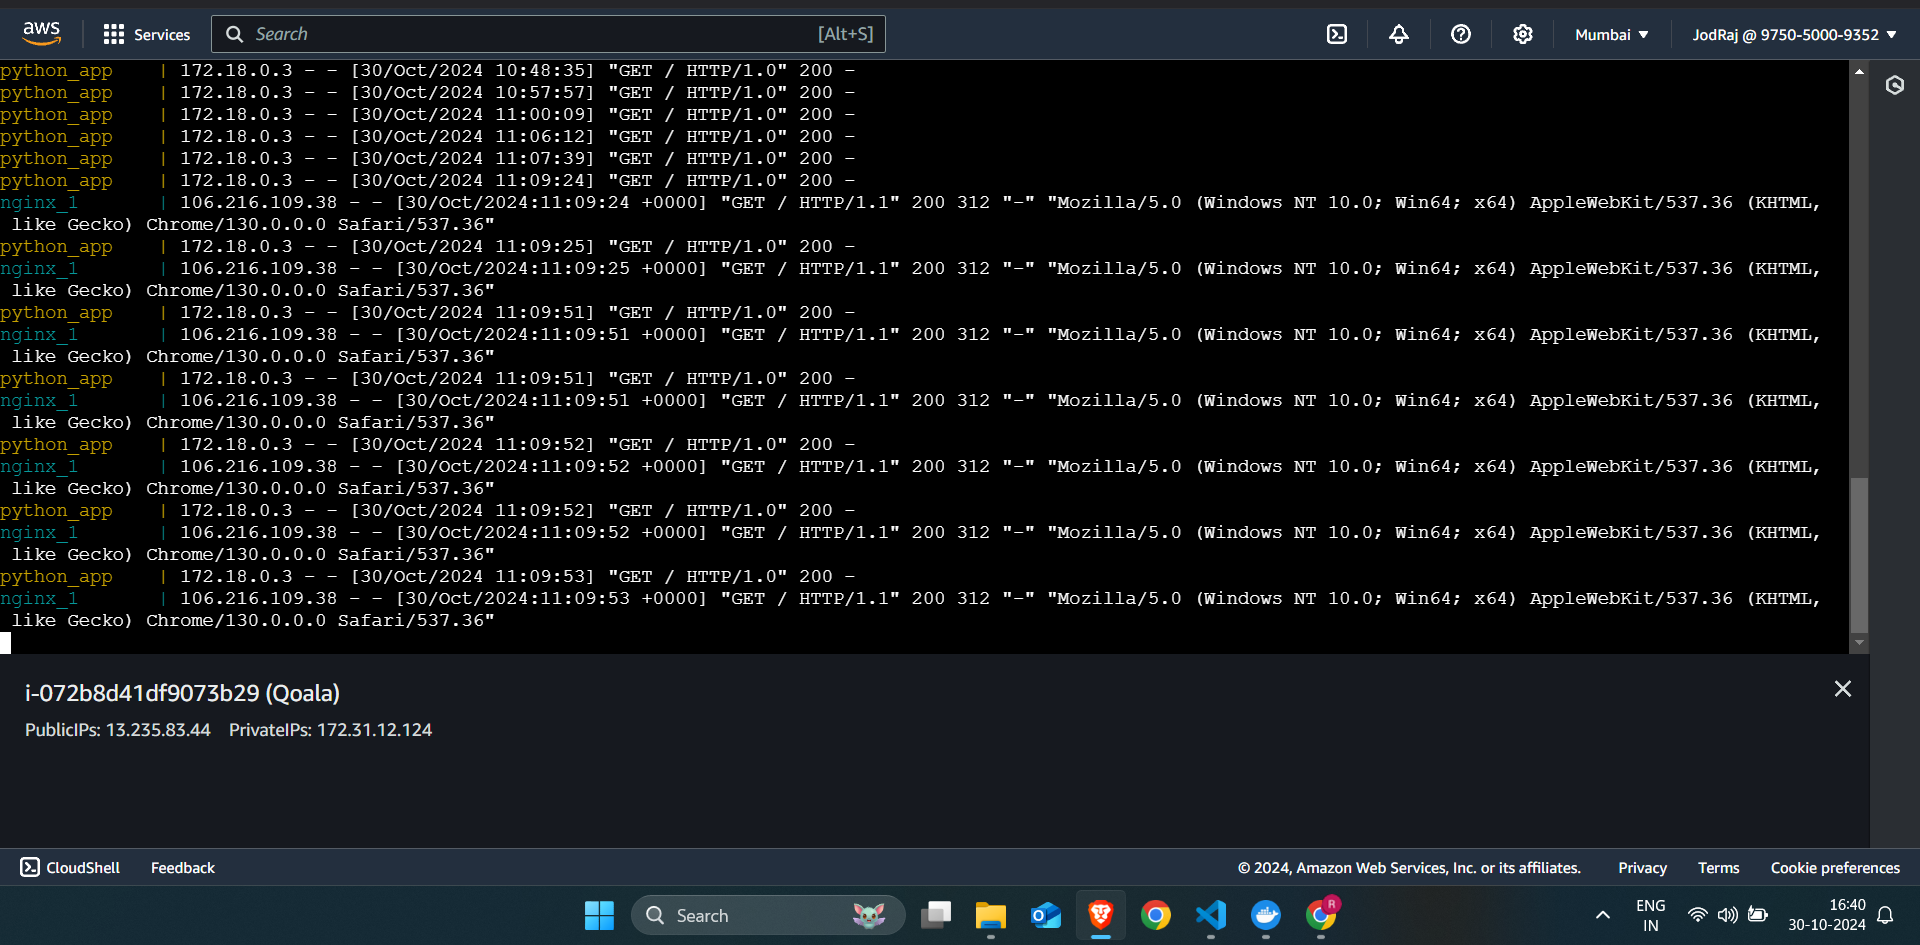 aws
Services
Search [Alt+S]
Mumbai ▼
JodRaj @ 9750-5000-9352 ▼
python_app | 172.18.0.3 - - [30/Oct/2024 10:48:35] "GET / HTTP/1.0" 200 -
python_app | 172.18.0.3 - - [30/Oct/2024 10:57:57] "GET / HTTP/1.0" 200 -
python_app | 172.18.0.3 - - [30/Oct/2024 11:00:09] "GET / HTTP/1.0" 200 -
python_app | 172.18.0.3 - - [30/Oct/2024 11:06:12] "GET / HTTP/1.0" 200 -
python_app | 172.18.0.3 - - [30/Oct/2024 11:07:39] "GET / HTTP/1.0" 200 -
python_app | 172.18.0.3 - - [30/Oct/2024 11:09:24] "GET / HTTP/1.0" 200 -
nginx_1 | 106.216.109.38 - - [30/Oct/2024:11:09:24 +0000] "GET / HTTP/1.1" 200 312 "-" "Mozilla/5.0 (Windows NT 10.0; Win64; x64) AppleWebKit/537.36 (KHTML,
like Gecko) Chrome/130.0.0.0 Safari/537.36"
python_app | 172.18.0.3 - - [30/Oct/2024 11:09:25] "GET / HTTP/1.0" 200 -
nginx_1 | 106.216.109.38 - - [30/Oct/2024:11:09:25 +0000] "GET / HTTP/1.1" 200 312 "-" "Mozilla/5.0 (Windows NT 10.0; Win64; x64) AppleWebKit/537.36 (KHTML,
like Gecko) Chrome/130.0.0.0 Safari/537.36"
python_app | 172.18.0.3 - - [30/Oct/2024 11:09:51] "GET / HTTP/1.0" 200 -
nginx_1 | 106.216.109.38 - - [30/Oct/2024:11:09:51 +0000] "GET / HTTP/1.1" 200 312 "-" "Mozilla/5.0 (Windows NT 10.0; Win64; x64) AppleWebKit/537.36 (KHTML,
like Gecko) Chrome/130.0.0.0 Safari/537.36"
python_app | 172.18.0.3 - - [30/Oct/2024 11:09:51] "GET / HTTP/1.0" 200 -
nginx_1 | 106.216.109.38 - - [30/Oct/2024:11:09:51 +0000] "GET / HTTP/1.1" 200 312 "-" "Mozilla/5.0 (Windows NT 10.0; Win64; x64) AppleWebKit/537.36 (KHTML,
like Gecko) Chrome/130.0.0.0 Safari/537.36"
python_app | 172.18.0.3 - - [30/Oct/2024 11:09:52] "GET / HTTP/1.0" 200 -
nginx_1 | 106.216.109.38 - - [30/Oct/2024:11:09:52 +0000] "GET / HTTP/1.1" 200 312 "-" "Mozilla/5.0 (Windows NT 10.0; Win64; x64) AppleWebKit/537.36 (KHTML,
like Gecko) Chrome/130.0.0.0 Safari/537.36"
python_app | 172.18.0.3 - - [30/Oct/2024 11:09:52] "GET / HTTP/1.0" 200 -
nginx_1 | 106.216.109.38 - - [30/Oct/2024:11:09:52 +0000] "GET / HTTP/1.1" 200 312 "-" "Mozilla/5.0 (Windows NT 10.0; Win64; x64) AppleWebKit/537.36 (KHTML,
like Gecko) Chrome/130.0.0.0 Safari/537.36"
python_app | 172.18.0.3 - - [30/Oct/2024 11:09:53] "GET / HTTP/1.0" 200 -
nginx_1 | 106.216.109.38 - - [30/Oct/2024:11:09:53 +0000] "GET / HTTP/1.1" 200 312 "-" "Mozilla/5.0 (Windows NT 10.0; Win64; x64) AppleWebKit/537.36 (KHTML,
like Gecko) Chrome/130.0.0.0 Safari/537.36"
i-072b8d41df9073b29 (Qoala)
PublicIPs: 13.235.83.44 PrivateIPs: 172.31.12.124
CloudShell Feedback © 2024, Amazon Web Services, Inc. or its affiliates. Privacy Terms Cookie preferences
Search
R
ENG
IN
16:40
30-10-2024